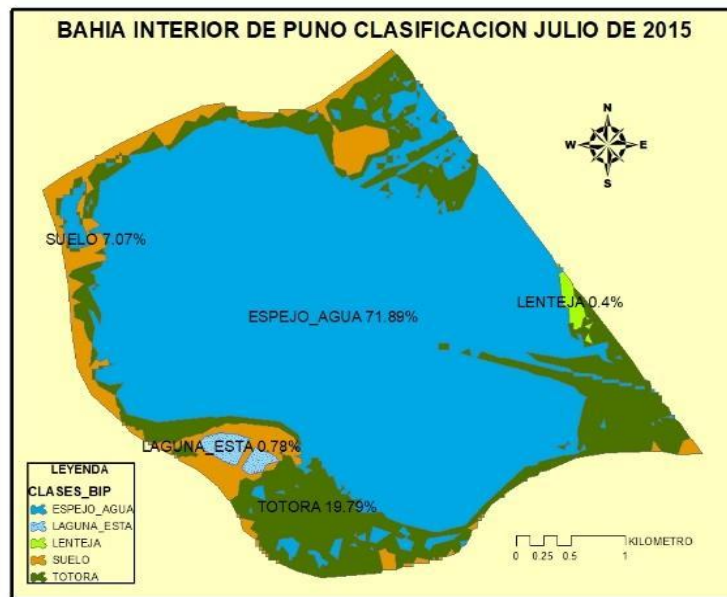 BAHIA INTERIOR DE PUNO CLASIFICACION JULIO DE 2015
N
W E
S
SUELO 7.07%
LENTEJA 0.4%
ESPEJO_AGUA 71.89%
LAGUNA_ESTA 0.78%
TOTORA 19.79%
LEYENDA
CLASES_BIP
ESPEJO_AGUA
LAGUNA_ESTA
LENTEJA
SUELO
TOTORA
KILOMETRO
0 0.25 0.5 1